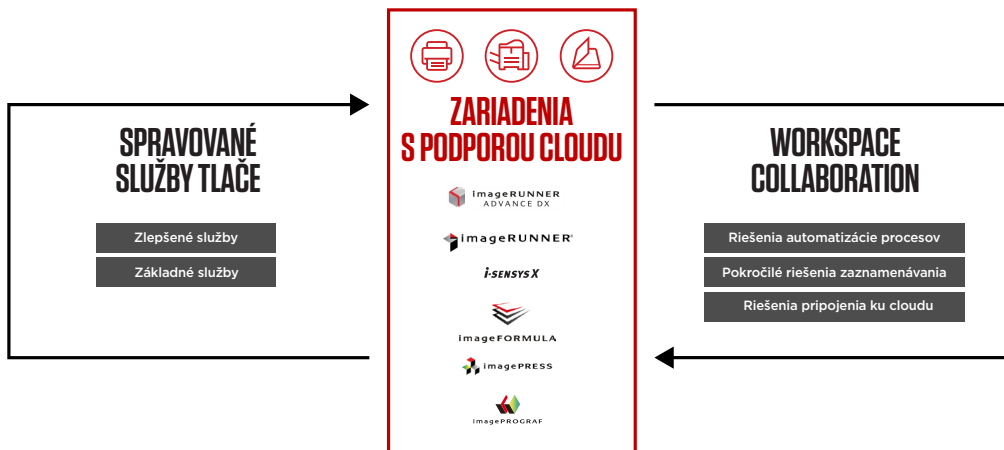 SPRAVOVANÉ
SLUŽBY TLAČE
Zlepšené služby
Základné služby
ZARIADENIA
S PODPOROU CLOUDU
imageRUNNER
ADVANCE DX
imageRUNNER®
i-SENSYS X
imageFORMULA
imagePRESS
imagePROGRAF
WORKSPACE
COLLABORATION
Riešenia automatizácie procesov
Pokročilé riešenia zaznamenávania
Riešenia pripojenia ku cloudu